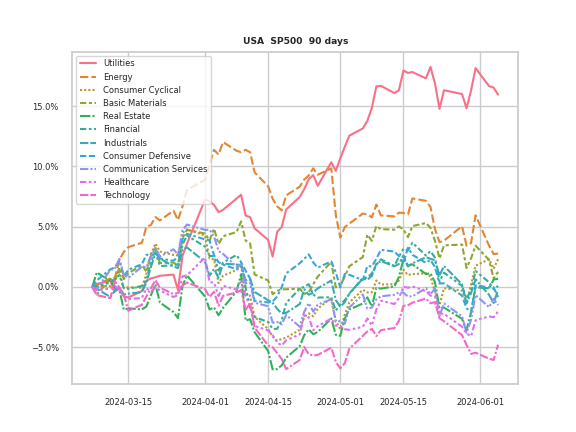 USA  SP500  90 days
Utilities
Energy
Consumer Cyclical
Basic Materials
Real Estate
Financial
Industrials
Consumer Defensive
Communication Services
Healthcare
Technology
15.0%
10.0%
5.0%
0.0%
−5.0%
2024-03-15 2024-04-01 2024-04-15 2024-05-01 2024-05-15 2024-06-01